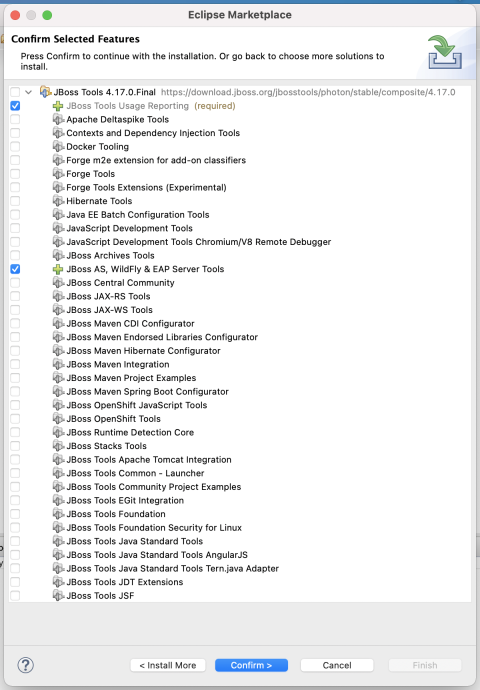 Eclipse Marketplace
Confirm Selected Features
Press Confirm to continue with the installation. Or go back to choose more solutions to
install.
JBoss Tools 4.17.0.Final https://download.jboss.org/jbosstools/photon/stable/composite/4.17.0
JBoss Tools Usage Reporting (required)
Apache Deltaspike Tools
Contexts and Dependency Injection Tools
Docker Tooling
Forge m2e extension for add-on classifiers
Forge Tools
Forge Tools Extensions (Experimental)
Hibernate Tools
Java EE Batch Configuration Tools
JavaScript Development Tools
JavaScript Development Tools Chromium/V8 Remote Debugger
JBoss Archives Tools
JBoss AS, WildFly & EAP Server Tools
JBoss Central Community
JBoss JAX-RS Tools
JBoss JAX-WS Tools
JBoss Maven CDI Configurator
JBoss Maven Endorsed Libraries Configurator
JBoss Maven Hibernate Configurator
JBoss Maven Integration
JBoss Maven Project Examples
JBoss Maven Spring Boot Configurator
JBoss OpenShift JavaScript Tools
JBoss OpenShift Tools
JBoss Runtime Detection Core
JBoss Stacks Tools
JBoss Tools Apache Tomcat Integration
JBoss Tools Common - Launcher
JBoss Tools Community Project Examples
JBoss Tools EGit Integration
JBoss Tools Foundation
JBoss Tools Foundation Security for Linux
JBoss Tools Java Standard Tools
JBoss Tools Java Standard Tools AngularJS
JBoss Tools Java Standard Tools Tern.java Adapter
JBoss Tools JDT Extensions
JBoss Tools JSF
?
< Install More
Confirm >
Cancel
Finish